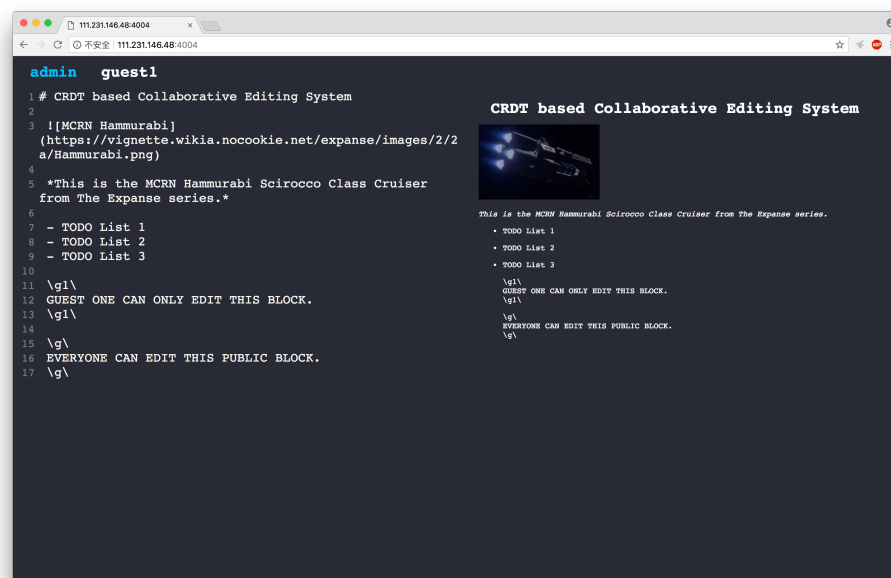 111.231.146.48:4004
不安全 111.231.146.48:4004
ABP
admin guest1
1 # CRDT based Collaborative Editing System
2
3 ![MCRN Hammurabi]
(https://vignette.wikia.nocookie.net/expanse/images/2/2
a/Hammurabi.png)
4
5 *This is the MCRN Hammurabi Scirocco Class Cruiser
from The Expanse series.*
6
7 - TODO List 1
8 - TODO List 2
9 - TODO List 3
10
11 \g1\
12 GUEST ONE CAN ONLY EDIT THIS BLOCK.
13 \g1\
14
15 \g\
16 EVERYONE CAN EDIT THIS PUBLIC BLOCK.
17 \g\
CRDT based Collaborative Editing System
This is the MCRN Hammurabi Scirocco Class Cruiser from The Expanse series.
• TODO List 1
• TODO List 2
• TODO List 3
\g1\
GUEST ONE CAN ONLY EDIT THIS BLOCK.
\g1\
\g\
EVERYONE CAN EDIT THIS PUBLIC BLOCK.
\g\